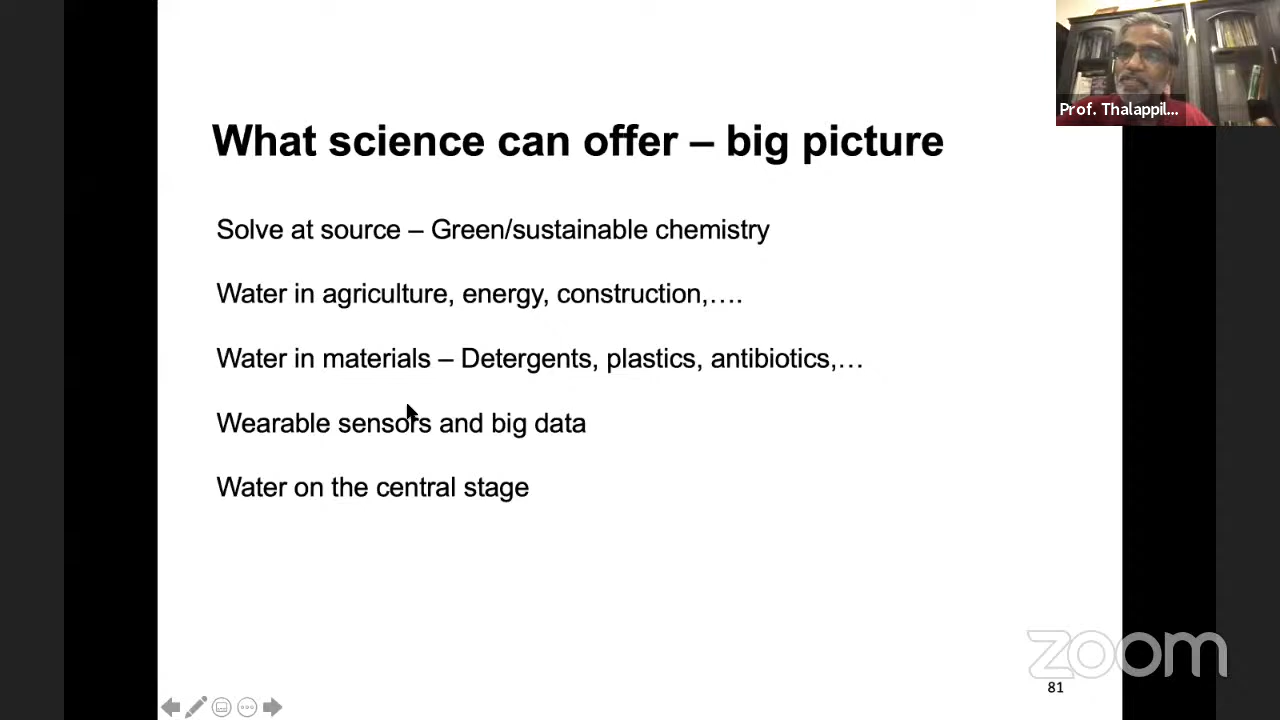 Prof. Thalappil...
What science can offer – big picture
Solve at source – Green/sustainable chemistry
Water in agriculture, energy, construction,….
Water in materials – Detergents, plastics, antibiotics,…
Wearable sensors and big data
Water on the central stage
zoom
81